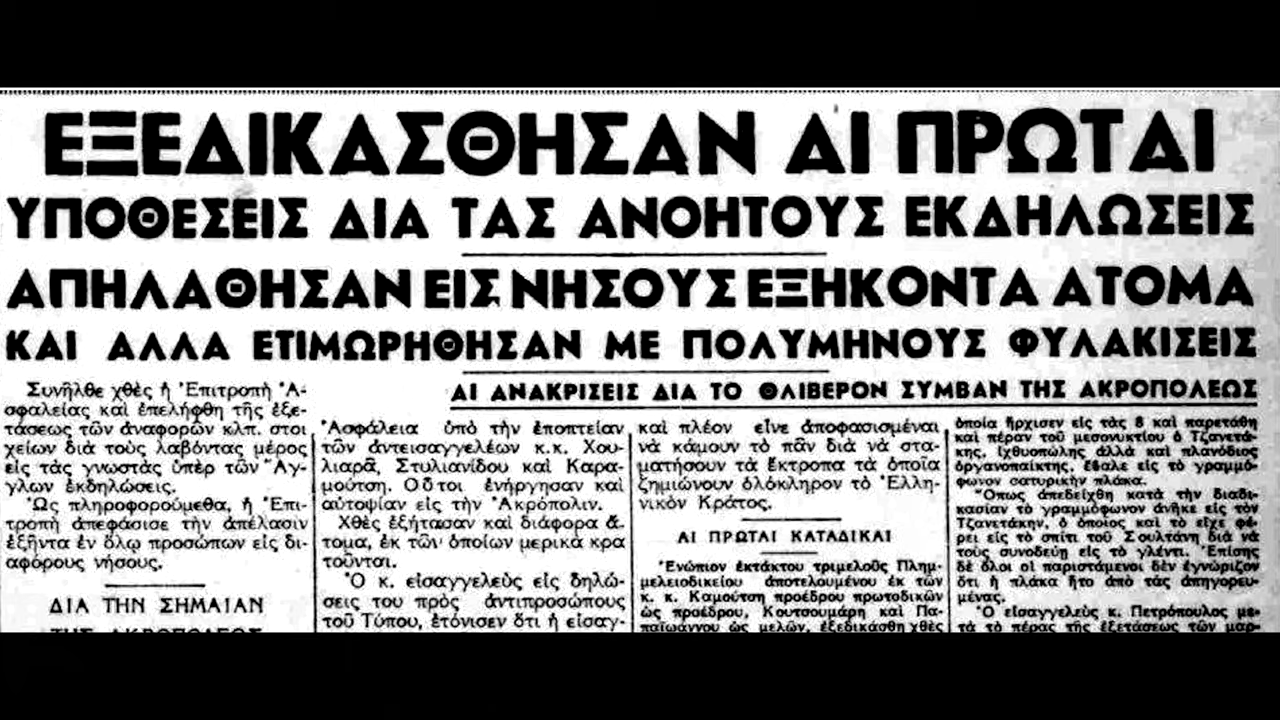 ΕΞΕΔΙΚΑΣΘΗΣΑΝ ΑΙ ΠΡΩΤΑΙ
ΥΠΟΘΕΣΕΙΣ ΔΙΑ ΤΑΣ ΑΝΟΗΤΟΥΣ ΕΚΔΗΛΩΣΕΙΣ
ΑΠΗΛΑΘΗΣΑΝ ΕΙΣ ΝΗΣΟΥΣ ΕΞΗΚΟΝΤΑ ΑΤΟΜΑ
ΚΑΙ ΑΛΛΑ ΕΤΙΜΩΡΗΘΗΣΑΝ ΜΕ ΠΟΛΥΜΗΝΟΥΣ ΦΥΛΑΚΙΣΕΙΣ
ΑΙ ΑΝΑΚΡΙΣΕΙΣ ΔΙΑ ΤΟ ΘΛΙΒΕΡΟΝ ΣΥΜΒΑΝ ΤΗΣ ΑΚΡΟΠΟΛΕΩΣ
Συνῆλθε χθὲς ἡ Ἐπιτροπὴ Ἀ-
σφαλείας καὶ ἐπελήφθη τῆς ἐξε-
τάσεως τῶν ἀναφορῶν κλπ. στοι
χείων διὰ τοὺς λαβόντας μέρος
εἰς τὰς γνωστὰς ὑπὲρ τῶν Ἄγ-
γλων ἐκδηλώσεις.
Ὡς πληροφορούμεθα, ἡ Ἐπι-
τροπὴ ἀπεφάσισε τὴν ἀπέλασιν
ἑξῆντα ἐν ὅλῳ προσώπων εἰς δι-
αφόρους νήσους.
ΔΙΑ ΤΗΝ ΣΗΜΑΙΑΝ
ΤΗΣ ΑΚΡΟΠΟΛΕΩΣ
Ἀσφάλεια ὑπὸ τὴν ἐποπτείαν
τῶν ἀντεισαγγελέων κ.κ. Χου-
λιαρᾶ, Στυλιανίδου καὶ Καρα-
μούτση. Οὗτοι ἐνήργησαν καὶ
αὐτοψίαν εἰς τὴν Ἀκρόπολιν.
Χθὲς ἐξήτασαν καὶ διάφορα ἄ-
τομα, ἐκ τῶν ὁποίων μερικὰ κρα
τοῦνται.
Ὁ κ. εἰσαγγελεὺς εἰς δηλώ-
σεις του πρὸς ἀντιπροσώπους
τοῦ Τύπου, ἐτόνισεν ὅτι ἡ εἰσαγ-
καὶ πλέον εἶνε ἀποφασισμέναι
νὰ κάμουν τὸ πᾶν διὰ νὰ στα-
ματήσουν τὰ ἔκτροπα τὰ ὁποῖα
ζημιώνουν ὁλόκληρον τὸ Ἑλλη-
νικὸν Κράτος.
ΑΙ ΠΡΩΤΑΙ ΚΑΤΑΔΙΚΑΙ
Ἐνώπιον ἐκτάκτου τριμελοῦς Πλημ-
μελειοδικείου ἀποτελουμένου ἐκ τῶν
κ. κ. Καμούτση προέδρου πρωτοδικῶν
ὡς προέδρου, Κουτσουμάρη καὶ Πα-
παϊωάννου ὡς μελῶν, ἐξεδικάσθη χθὲς
ὁποία ἤρχισεν εἰς τὰς 8 καὶ παρετάθη
καὶ πέραν τοῦ μεσονυκτίου ὁ Τζανετά-
κης, ἰχθυοπώλης ἀλλὰ καὶ πλανόδιος
ὀργανοπαίκτης, ἔβαλε εἰς τὸ γραμμό-
φωνον σατυρικὴν πλάκα.
Ὅπως ἀπεδείχθη κατὰ τὴν διαδι-
κασίαν τὸ γραμμόφωνον ἀνῆκε εἰς τὸν
Τζανετάκην, ὁ ὁποῖος καὶ τὸ εἶχε φέ-
ρει εἰς τὸ σπίτι τοῦ Σουλτάνη διὰ νὰ
τοὺς συνοδεύῃ εἰς τὸ γλέντι. Ἐπίσης
δὲ ὅλοι οἱ παριστάμενοι δὲν ἐγνώριζον
ὅτι ἡ πλάκα ἦτο ἀπὸ τὰς ἀπηγορευ-
μένας.
Ὁ εἰσαγγελεὺς κ. Πετρόπουλος με-
τὰ τὸ πέρας τῆς ἐξετάσεως τῶν μαρ-